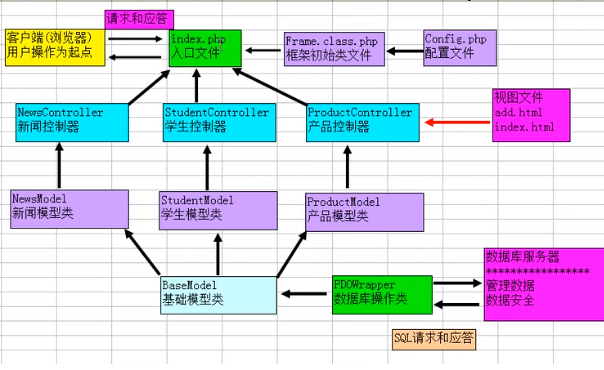 请求和应答
客户端(浏览器)
用户操作为起点
index.php
入口文件
Frame.class.php
框架初始类文件
Config.php
配置文件
NewsController
新闻控制器
StudentController
学生控制器
ProductController
产品控制器
视图文件
add.html
index.html
NewsModel
新闻模型类
StudentModel
学生模型类
ProductModel
产品模型类
BaseModel
基础模型类
PDOWrapper
数据库操作类
数据库服务器
*****************
管理数据
数据安全
SQL请求和应答